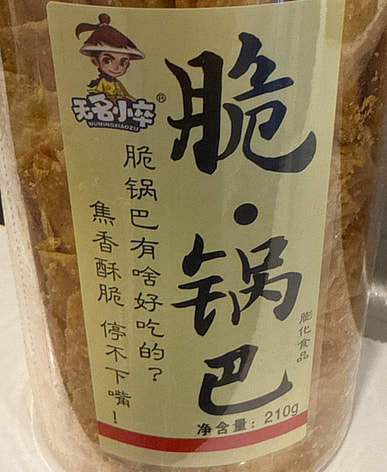 无名小卒®
WUMINGXIAOZU
脆·锅巴
脆锅巴有啥好吃的？
焦香酥脆 停不下嘴！
膨化食品
净含量：210g